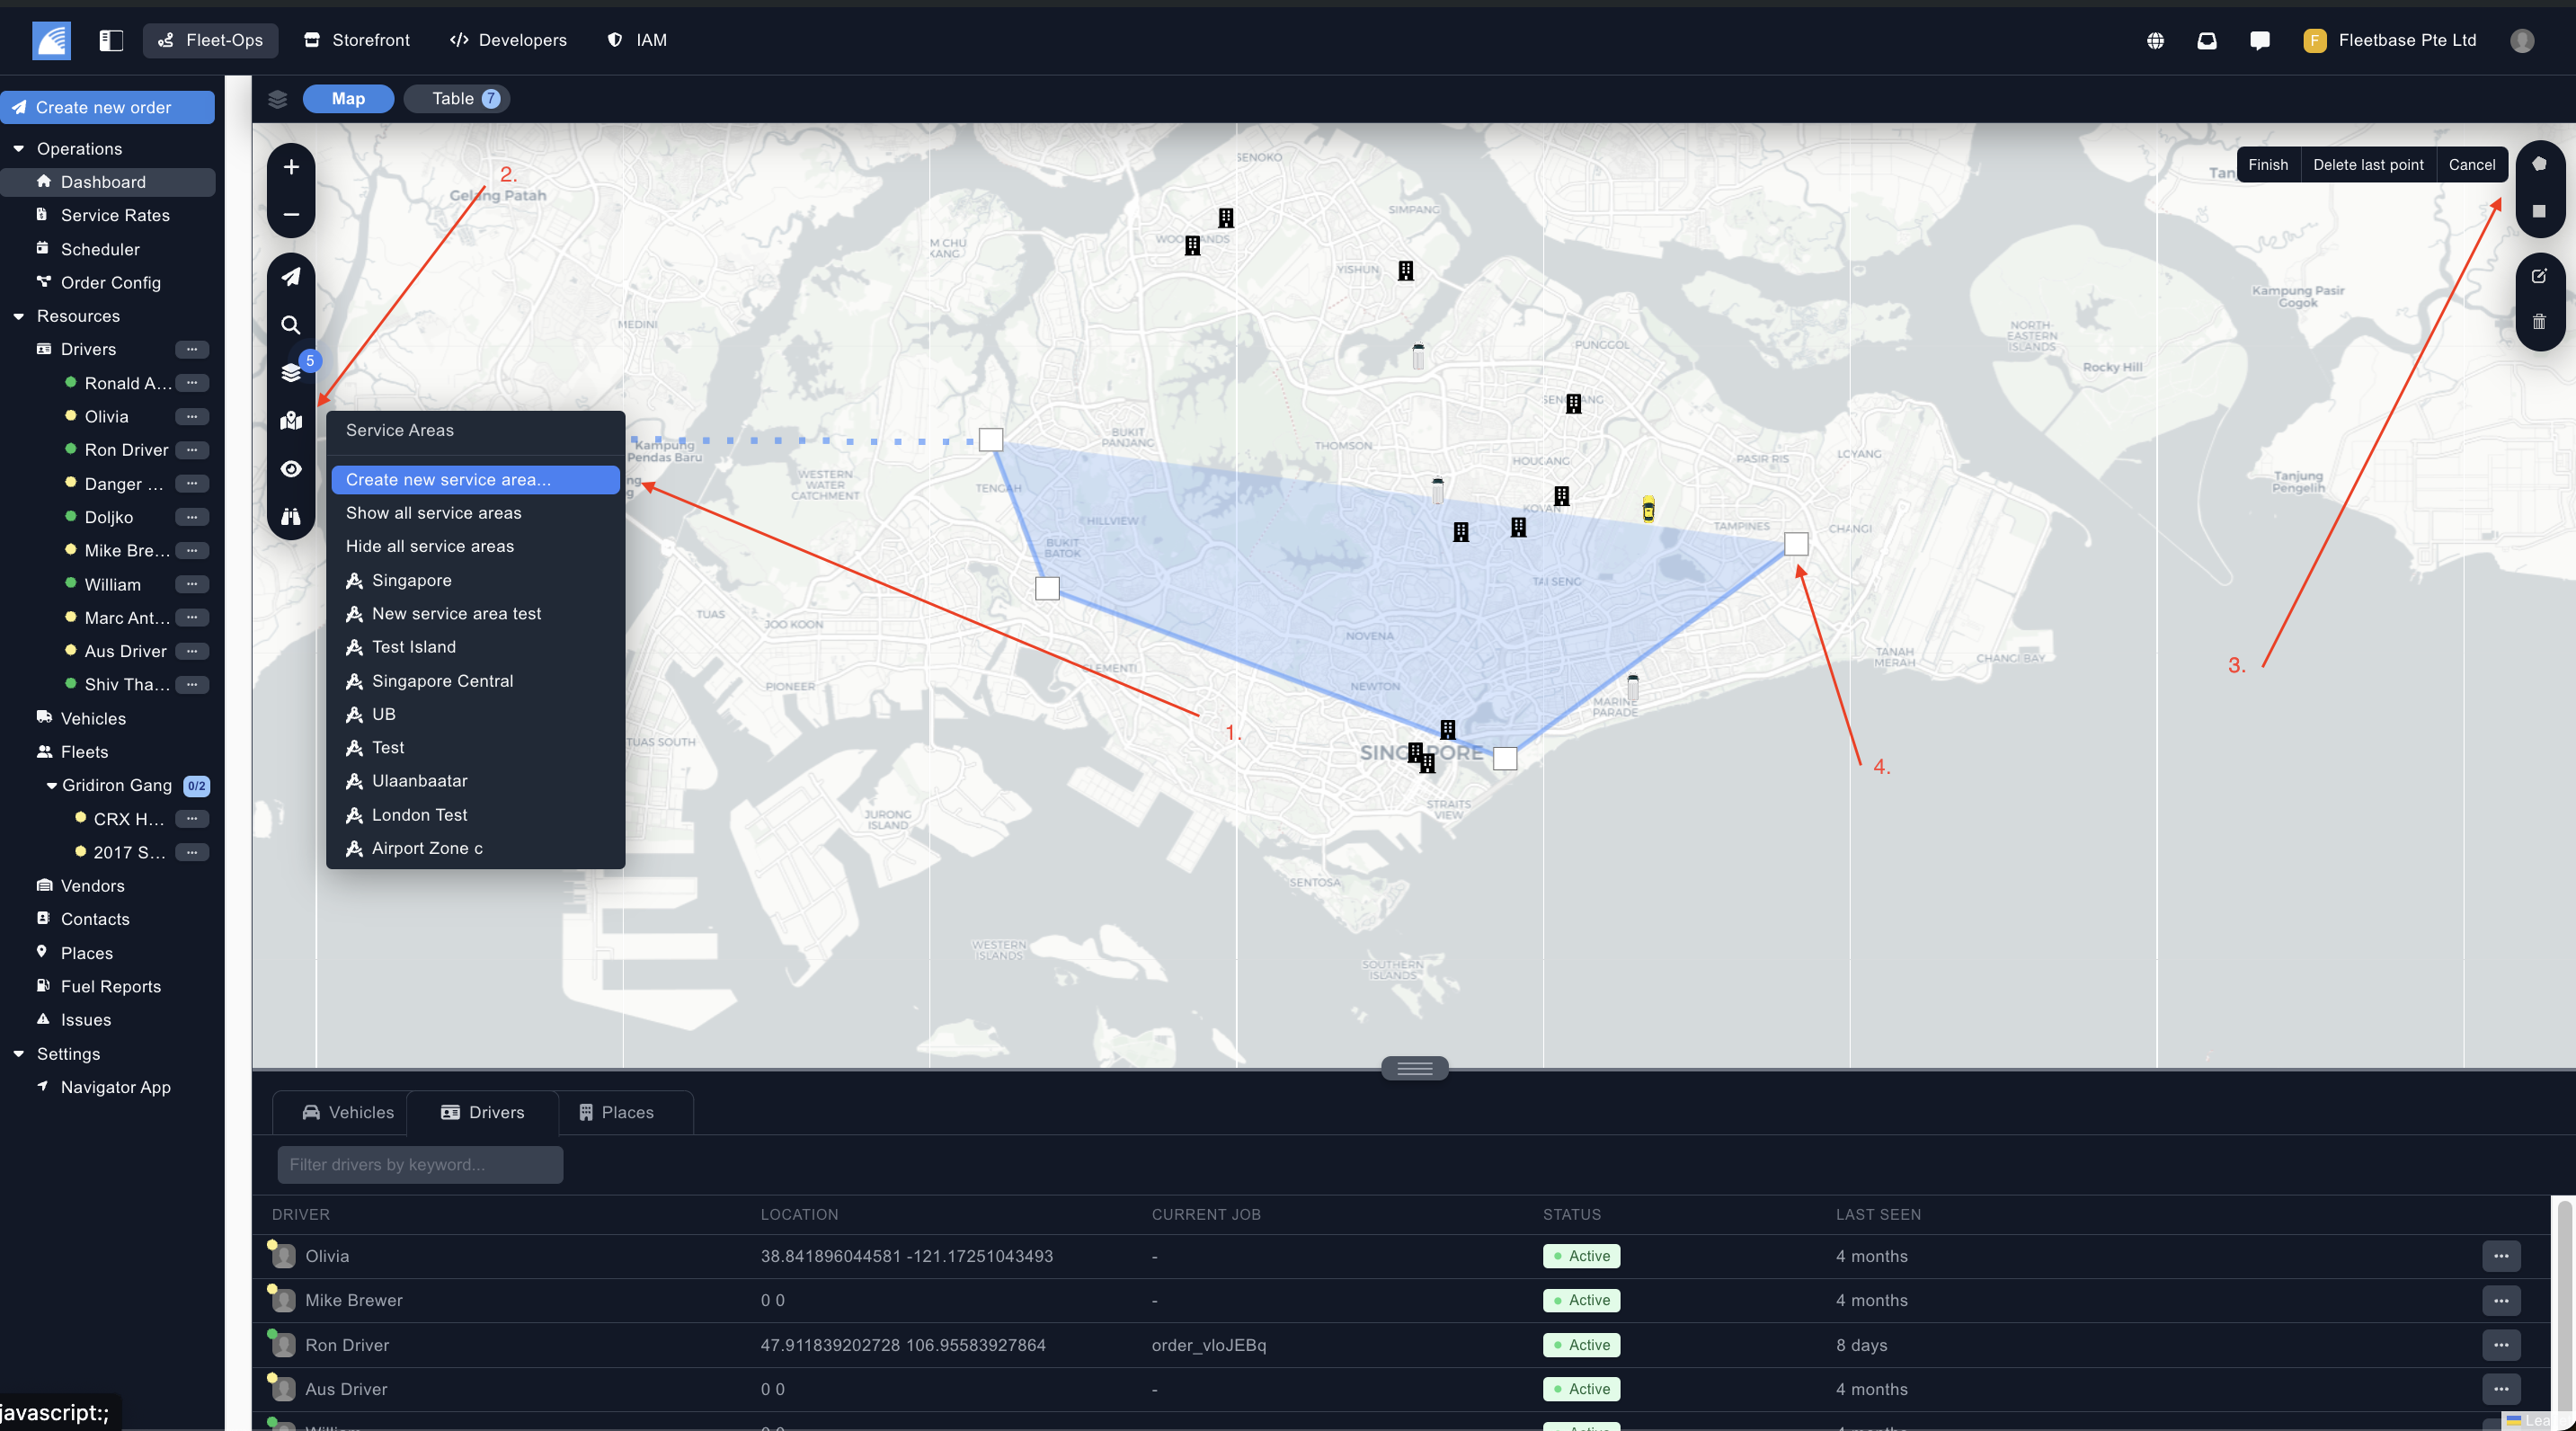 Fleet-Ops
Storefront
Developers
IAM
F
Fleetbase Pte Ltd
Create new order
Operations
Dashboard
Service Rates
Scheduler
Order Config
Resources
Drivers
Ronald A...
Olivia
Ron Driver
Danger ...
Doljko
Mike Bre...
William
Marc Ant...
Aus Driver
Shiv Tha...
Vehicles
Fleets
Gridiron Gang 0/2
CRX H...
2017 S...
Vendors
Contacts
Places
Fuel Reports
Issues
Settings
Navigator App
javascript:;
Map
Table 7
5
Service Areas
Create new service area...
Show all service areas
Hide all service areas
Singapore
New service area test
Test Island
Singapore Central
UB
Test
Ulaanbaatar
London Test
Airport Zone c
Finish
Delete last point
Cancel
1.
2.
3.
4.
Gelang Patah
SENOKO
SIMPANG
YISHUN
MEDINI
PUNGGOL
Kampung
Pendas Baru
WESTERN
WATER
CATCHMENT
TENGAH
BUKIT
PANJANG
HILLVIEW
BUKIT
BATOK
THOMSON
HOUGANG
PASIR RIS
LOYANG
TAMPINES
CHANGI
TAI SENG
NOVENA
NEWTON
CLEMENTI
TUAS
JOO KOON
PIONEER
TUAS SOUTH
JURONG
ISLAND
MARINE
PARADE
TANAH
MERAH
CHANGI BAY
STRAITS
VIEW
SENTOSA
WESTERN
ISLANDS
SOUTHERN
ISLANDS
NORTH-
EASTERN
ISLANDS
Rocky Hill
Kampung Pasir
Gogok
Tanjung
Pengelih
Vehicles
Drivers
Places
Filter drivers by keyword...
DRIVER LOCATION CURRENT JOB STATUS LAST SEEN
Olivia 38.841896044581 -121.17251043493 - Active 4 months
Mike Brewer 0 0 - Active 4 months
Ron Driver 47.911839202728 106.95583927864 order_vloJEBq Active 8 days
Aus Driver 0 0 - Active 4 months